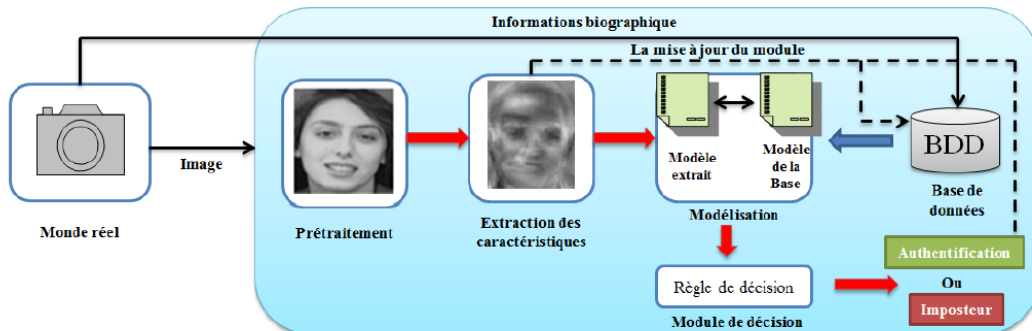 Informations biographique
La mise à jour du module
Image
Monde réel
Prétraitement
Extraction des
caractéristiques
Modèle
extrait
Modèle
de la
Base
Modélisation
BDD
Base de
données
Règle de décision
Module de décision
Authentification
Ou
Imposteur